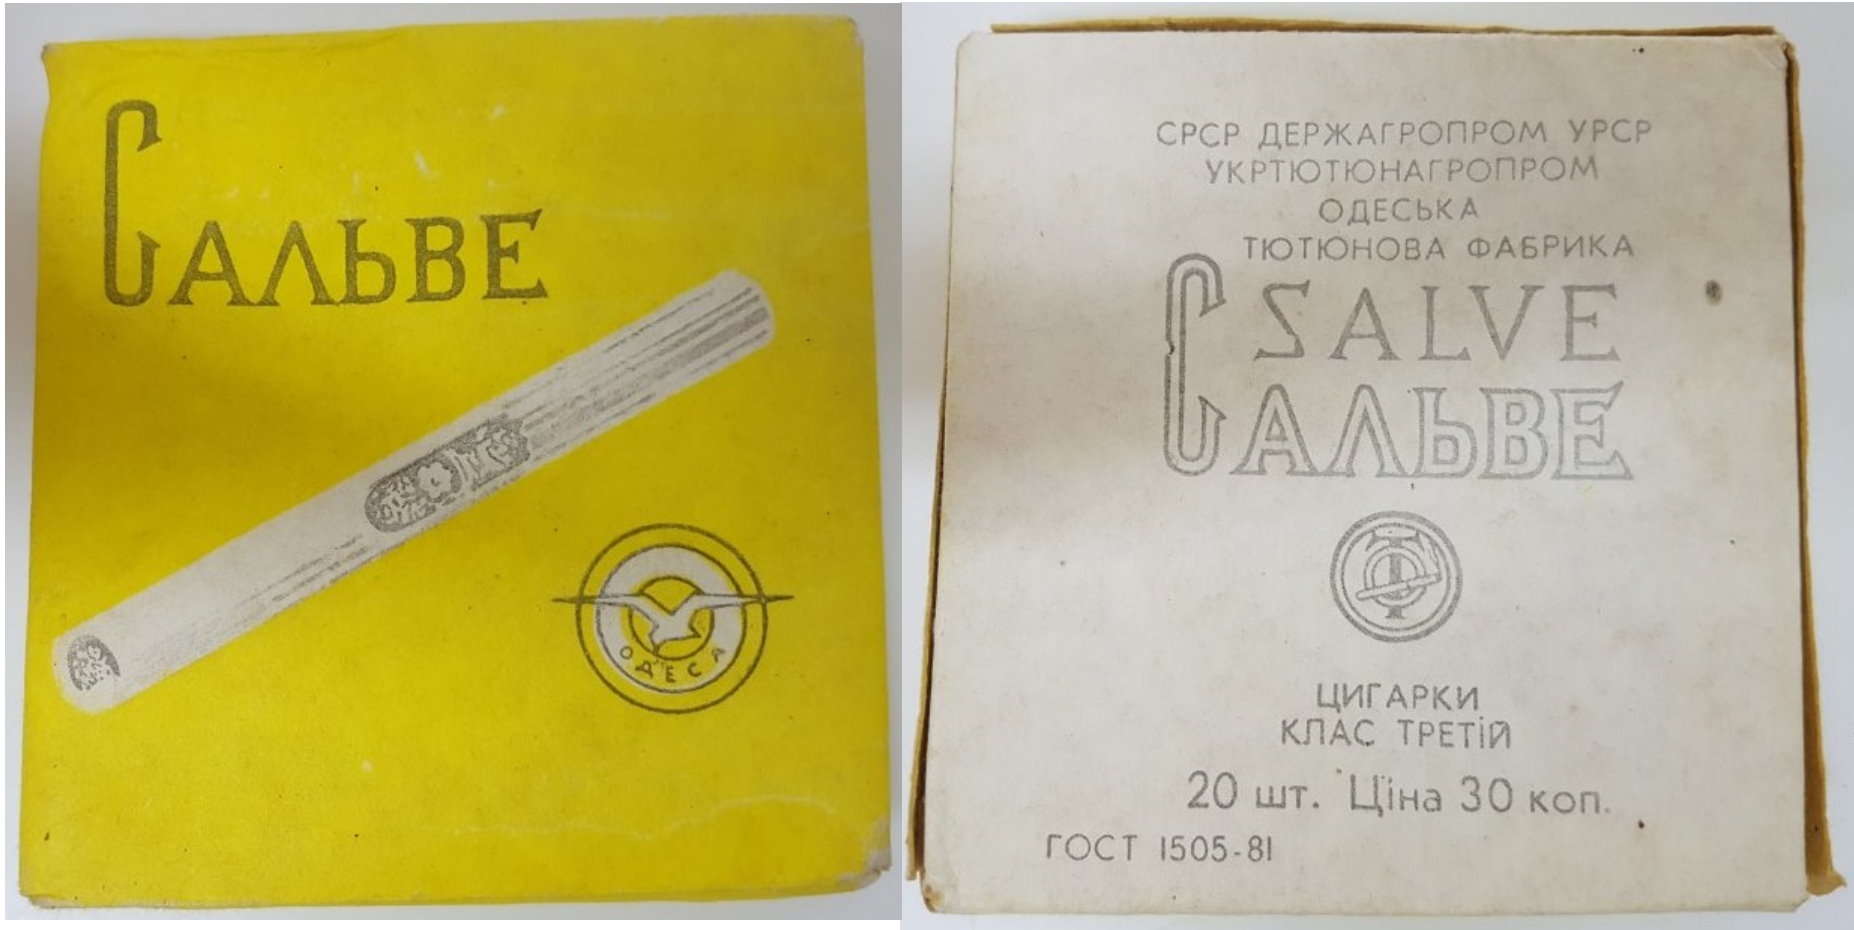 Сальве
ОДЕСА
СРСР ДЕРЖАГРОПРОМ УРСР
УКРТЮТЮНАГРОПРОМ
ОДЕСЬКА
ТЮТЮНОВА ФАБРИКА
SALVE
Сальве
ТФ
ЦИГАРКИ
КЛАС ТРЕТІЙ
20 шт. Ціна 30 коп.
ГОСТ 1505-81